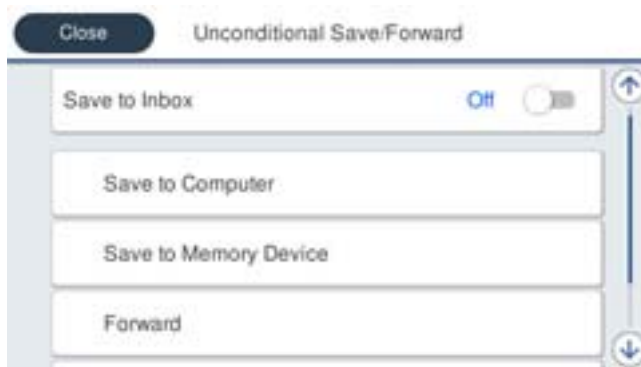 Close Unconditional Save/Forward
Save to Inbox Off
Save to Computer
Save to Memory Device
Forward